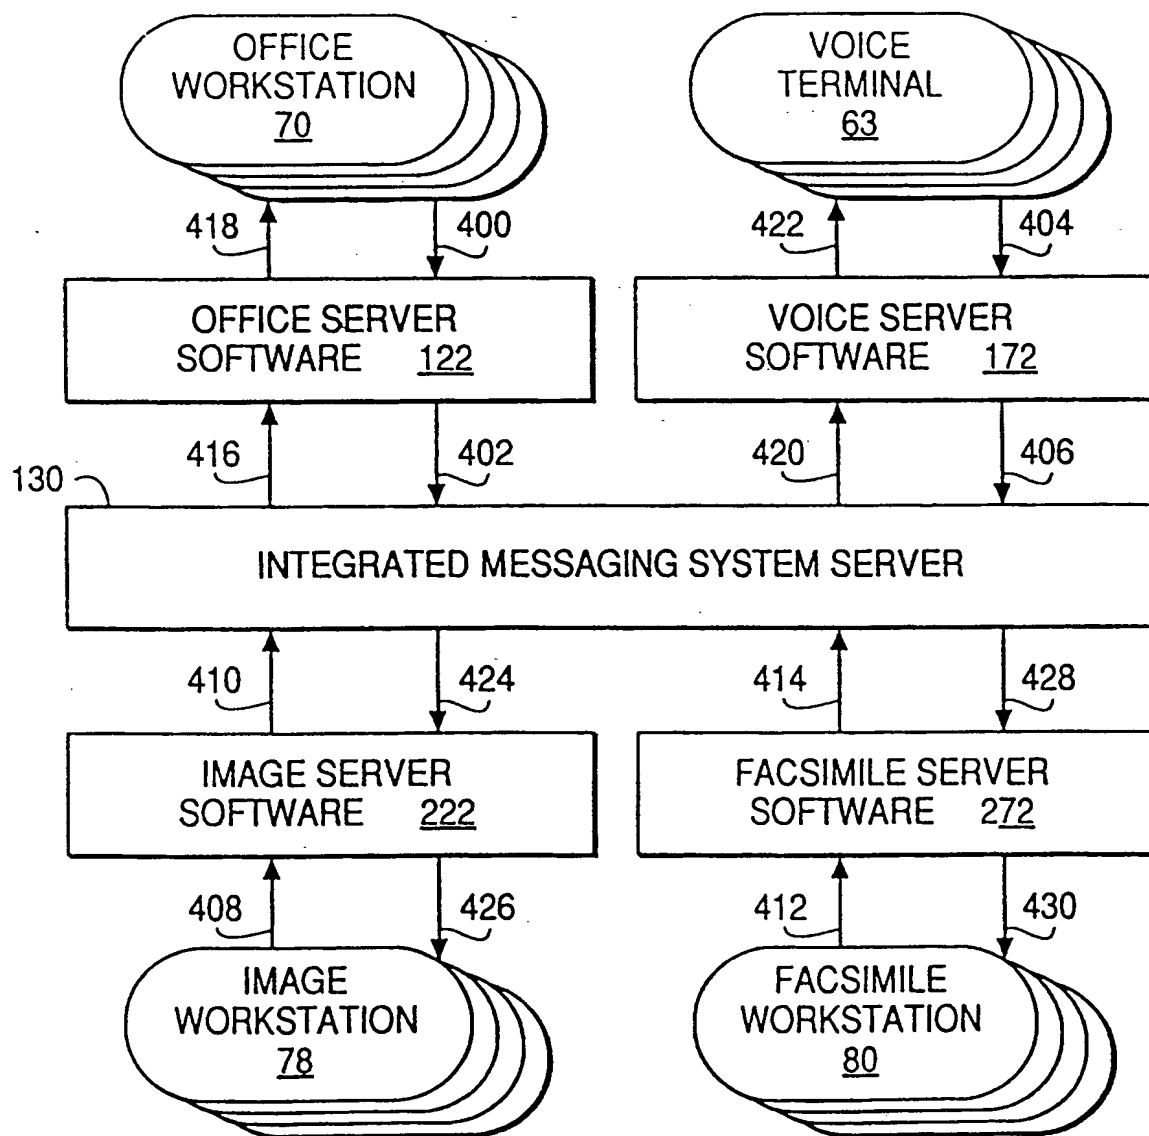 OFFICE
WORKSTATION
70
VOICE
TERMINAL
63
418
400
422
404
OFFICE SERVER
SOFTWARE 122
VOICE SERVER
SOFTWARE 172
416
402
420
406
130
INTEGRATED MESSAGING SYSTEM SERVER
410
424
414
428
IMAGE SERVER
SOFTWARE 222
FACSIMILE SERVER
SOFTWARE 272
408
426
412
430
IMAGE
WORKSTATION
78
FACSIMILE
WORKSTATION
80